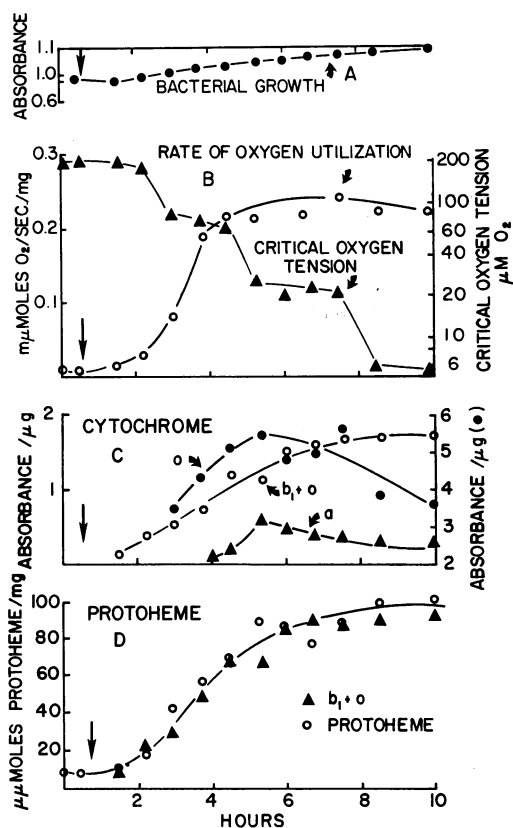 ABSORBANCE
1.1
1.0
0.6
BACTERIAL GROWTH
A
mµMOLES O₂/SEC/mg
0.3
0.2
0.1
RATE OF OXYGEN UTILIZATION
B
CRITICAL OXYGEN
TENSION
200
100
60
40
20
10
6
CRITICAL OXYGEN TENSION
µM O₂
ABSORBANCE /µg
2
1
CYTOCHROME
C
o
b₁+o
a
6
5
4
3
2
ABSORBANCE /µg(●)
µµMOLES PROTOHEME/mg
100
80
60
40
20
PROTOHEME
D
▲ b₁+o
○ PROTOHEME
2
4
6
8
10
HOURS